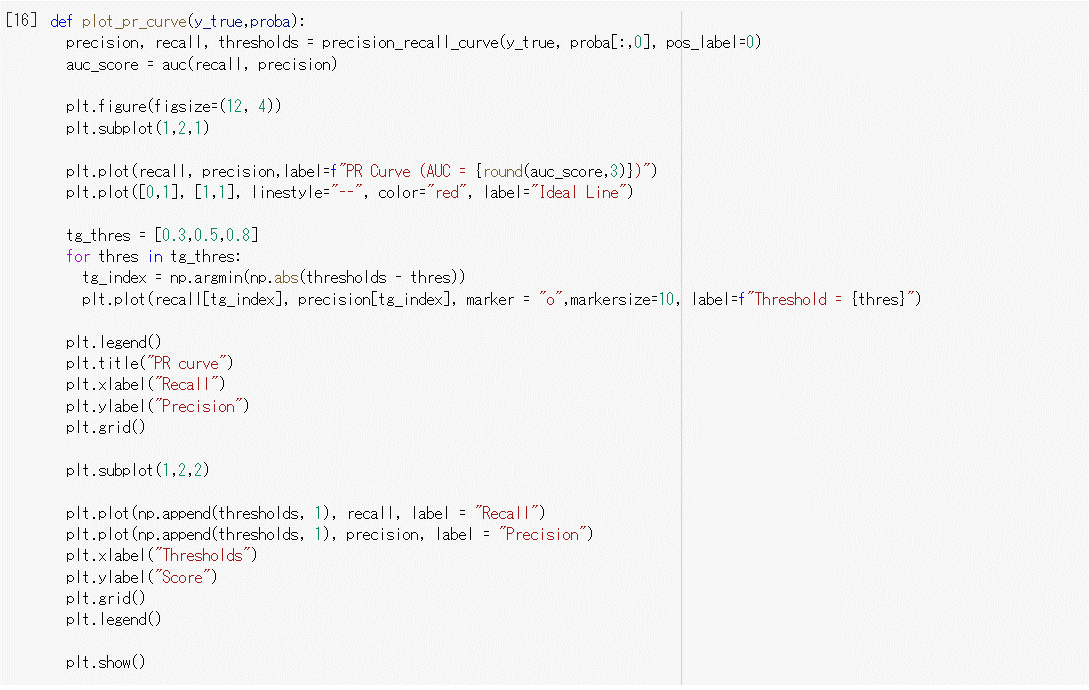 [16] def plot_pr_curve(y_true,proba):
  precision, recall, thresholds = precision_recall_curve(y_true, proba[:,0], pos_label=0)
  auc_score = auc(recall, precision)

  plt.figure(figsize=(12, 4))
  plt.subplot(1,2,1)

  plt.plot(recall, precision,label=f"PR Curve (AUC = {round(auc_score,3)})")
  plt.plot([0,1], [1,1], linestyle="--", color="red", label="Ideal Line")

  tg_thres = [0.3,0.5,0.8]
  for thres in tg_thres:
    tg_index = np.argmin(np.abs(thresholds - thres))
    plt.plot(recall[tg_index], precision[tg_index], marker = "o",markersize=10, label=f"Threshold = {thres}")

  plt.legend()
  plt.title("PR curve")
  plt.xlabel("Recall")
  plt.ylabel("Precision")
  plt.grid()

  plt.subplot(1,2,2)

  plt.plot(np.append(thresholds, 1), recall, label = "Recall")
  plt.plot(np.append(thresholds, 1), precision, label = "Precision")
  plt.xlabel("Thresholds")
  plt.ylabel("Score")
  plt.grid()
  plt.legend()

  plt.show()